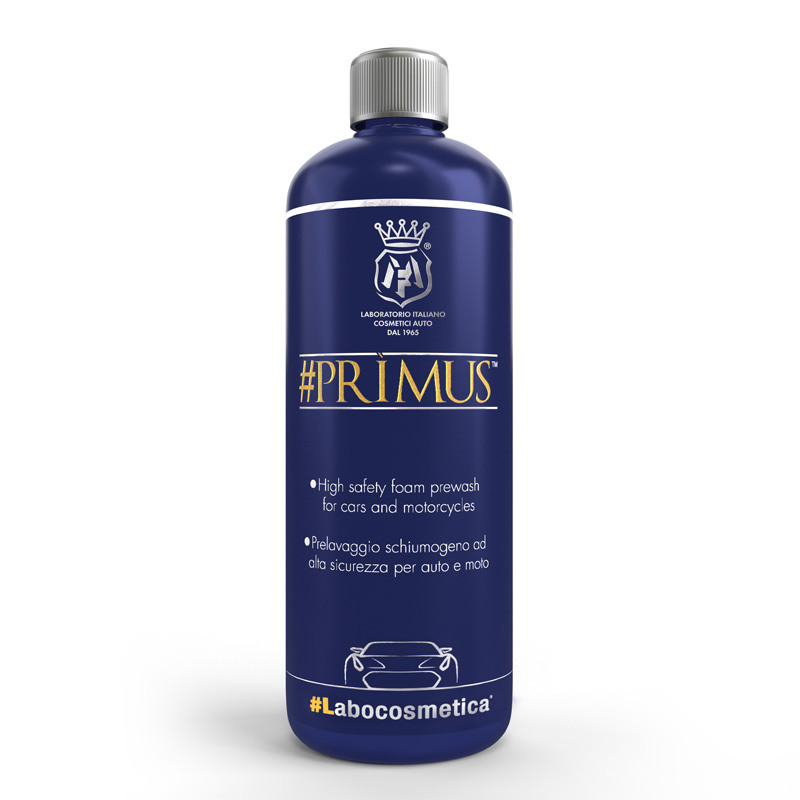 LABORATORIO ITALIANO
COSMETICI AUTO
DAL 1965
#PRÌMUS™
•High safety foam prewash
for cars and motorcycles
•Prelavaggio schiumogeno ad
alta sicurezza per auto e moto
#Labocosmetica®